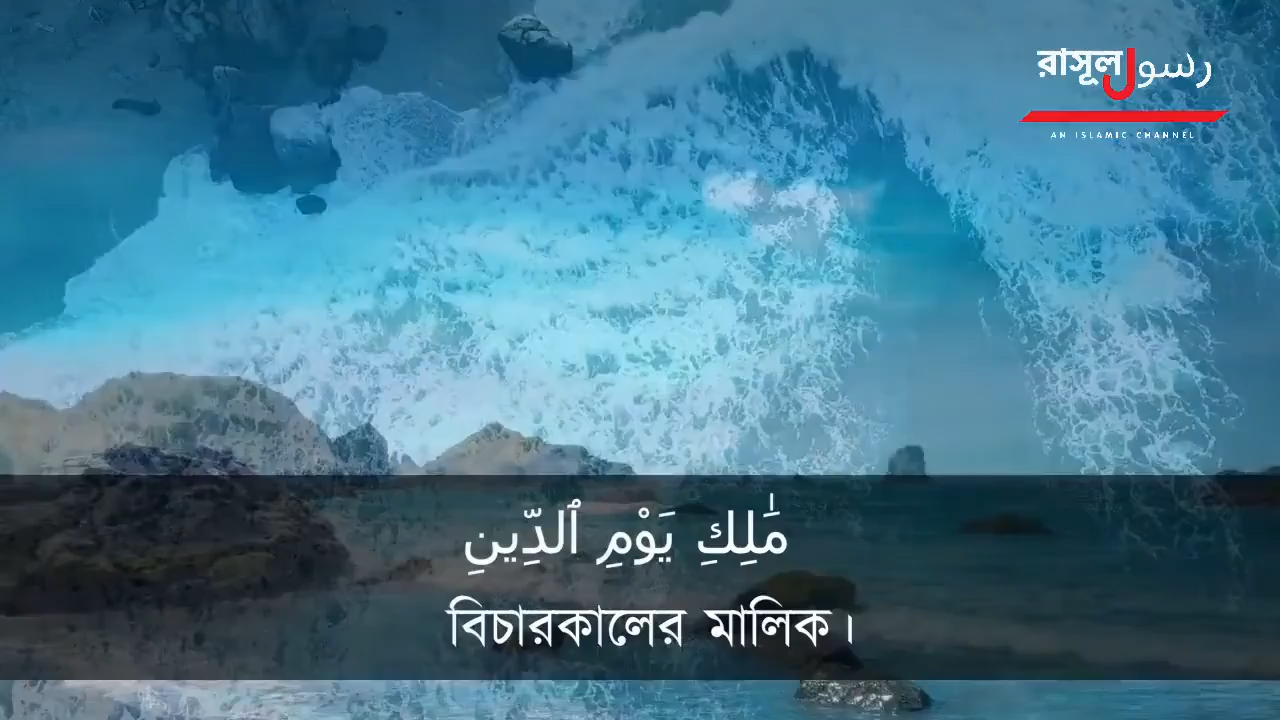 রাসূল رسول
AN ISLAMIC CHANNEL
مَٰلِكِ يَوْمِ ٱلدِّينِ
বিচারকালের মালিক।